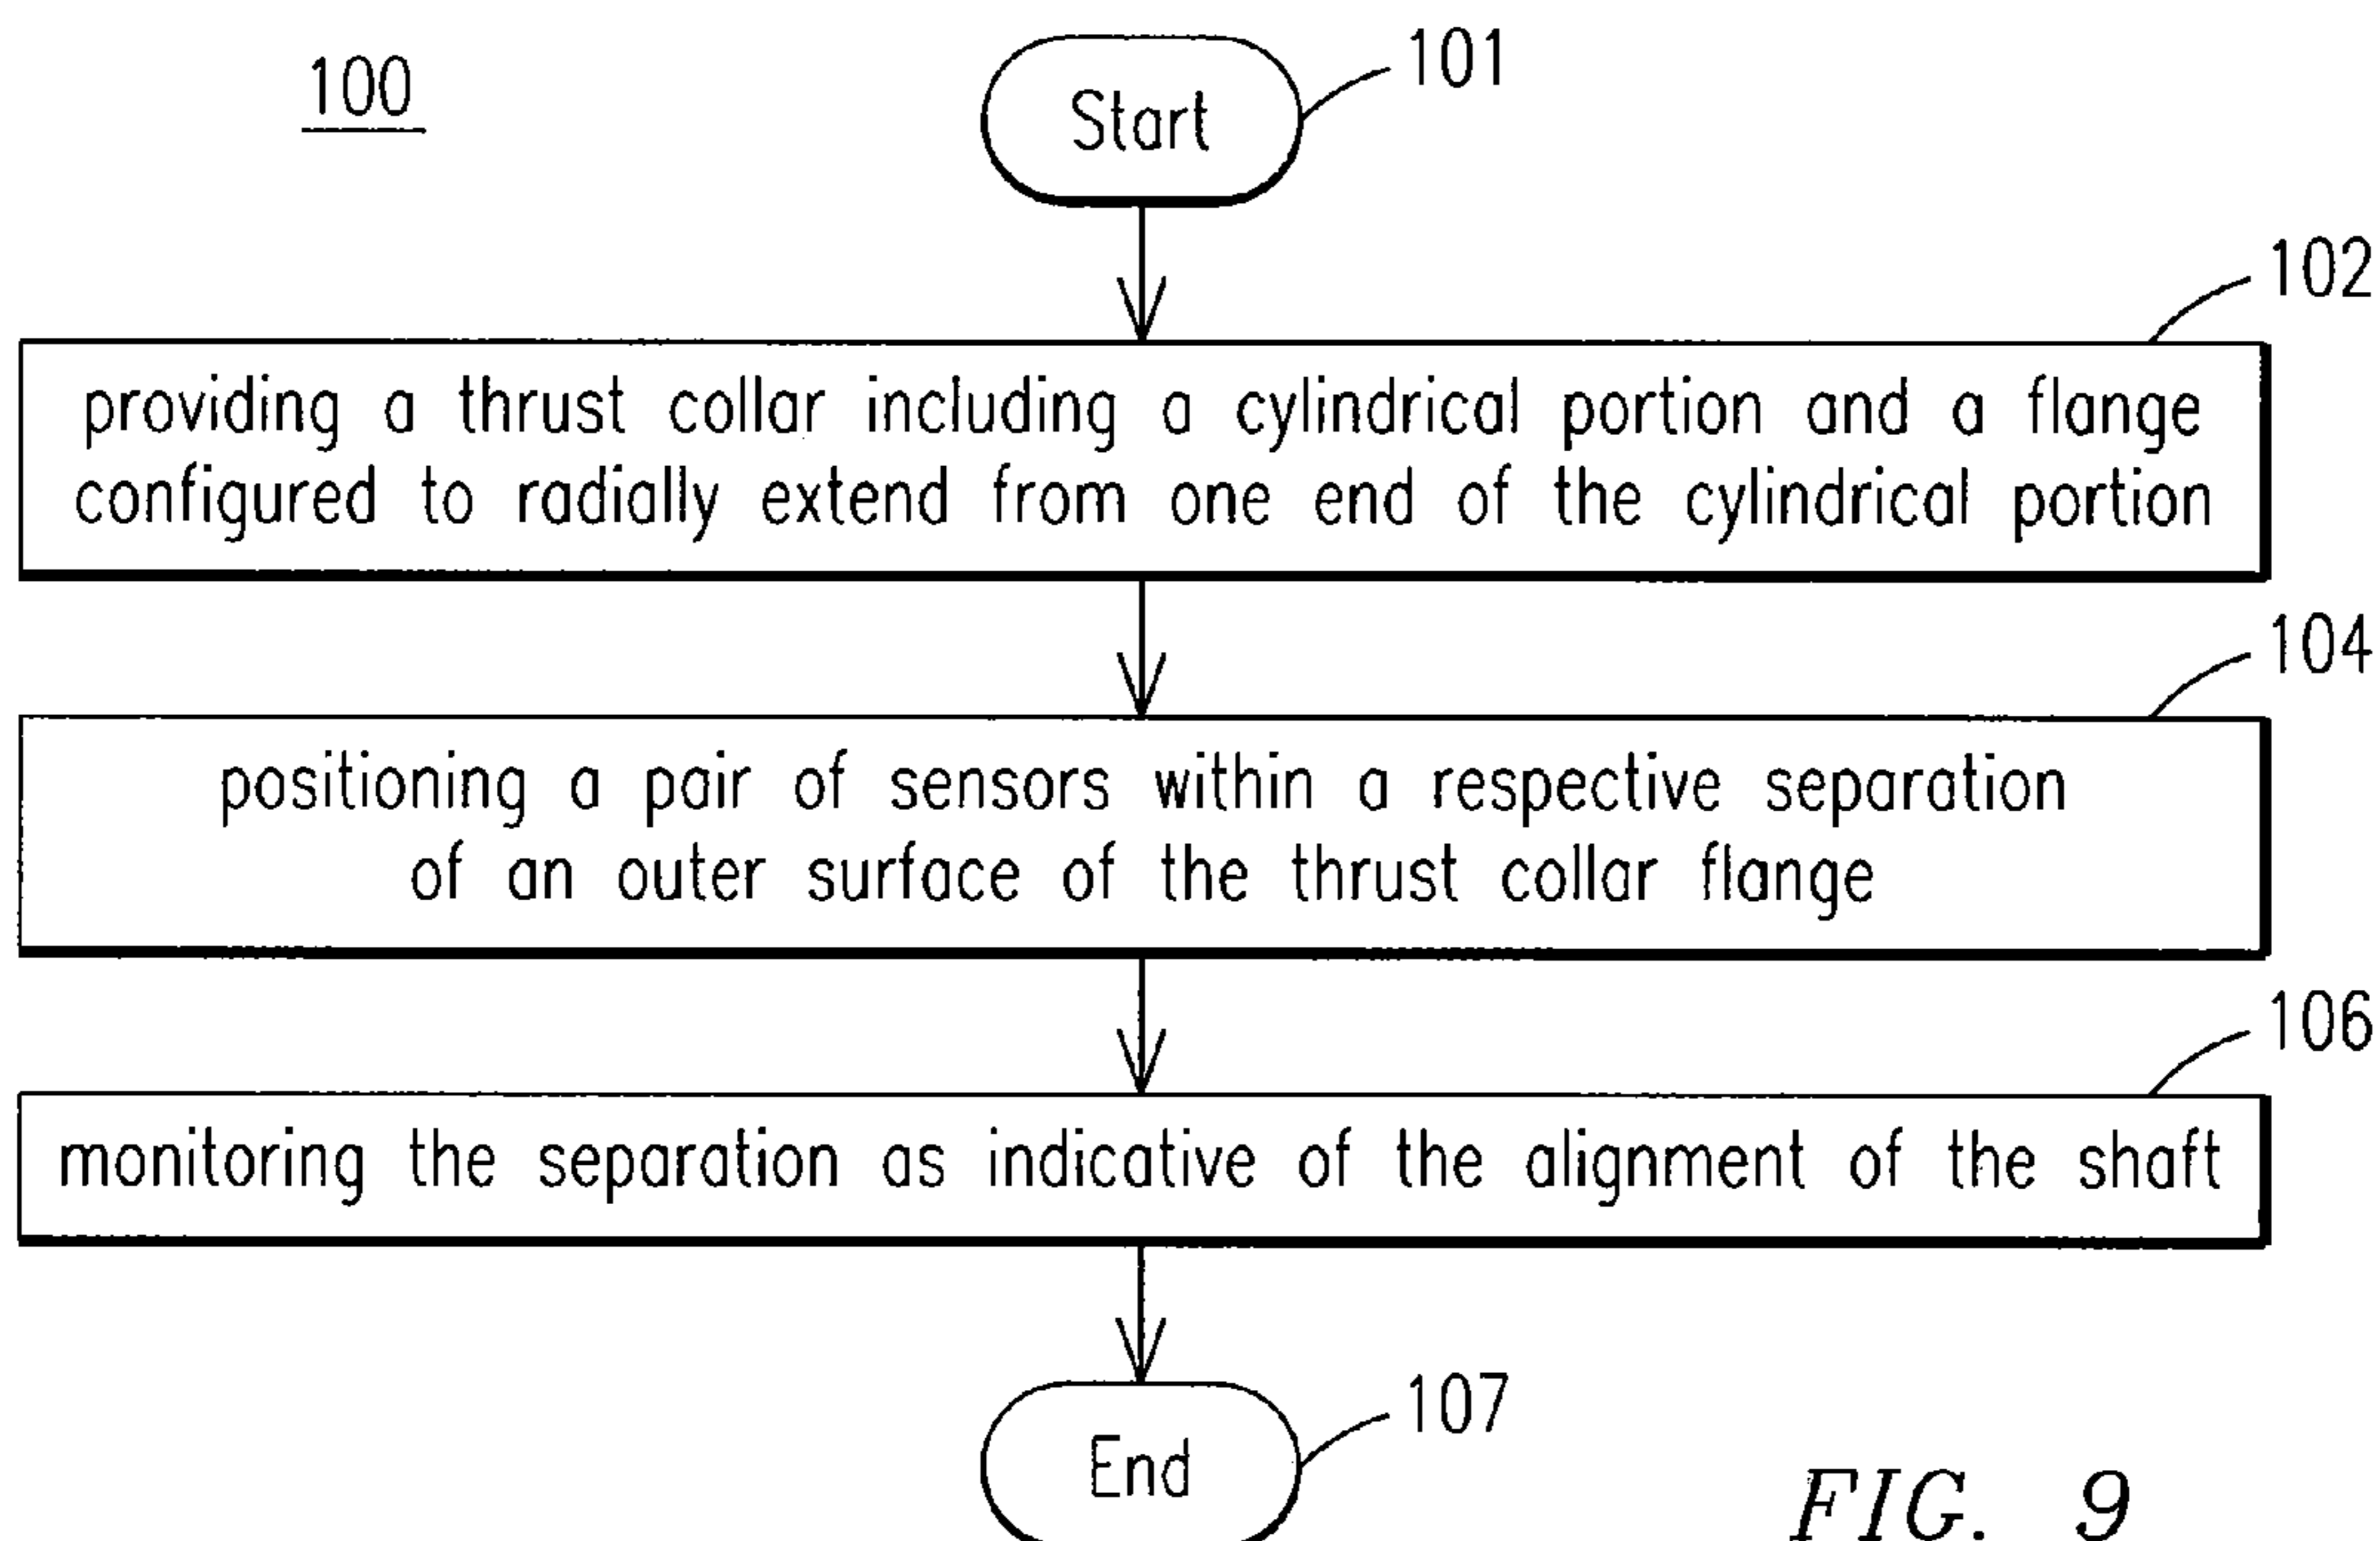 100
Start
101
102
providing a thrust collar including a cylindrical portion and a flange
configured to radially extend from one end of the cylindrical portion
104
positioning a pair of sensors within a respective separation
of an outer surface of the thrust collar flange
106
monitoring the separation as indicative of the alignment of the shaft
End
107
FIG. 9